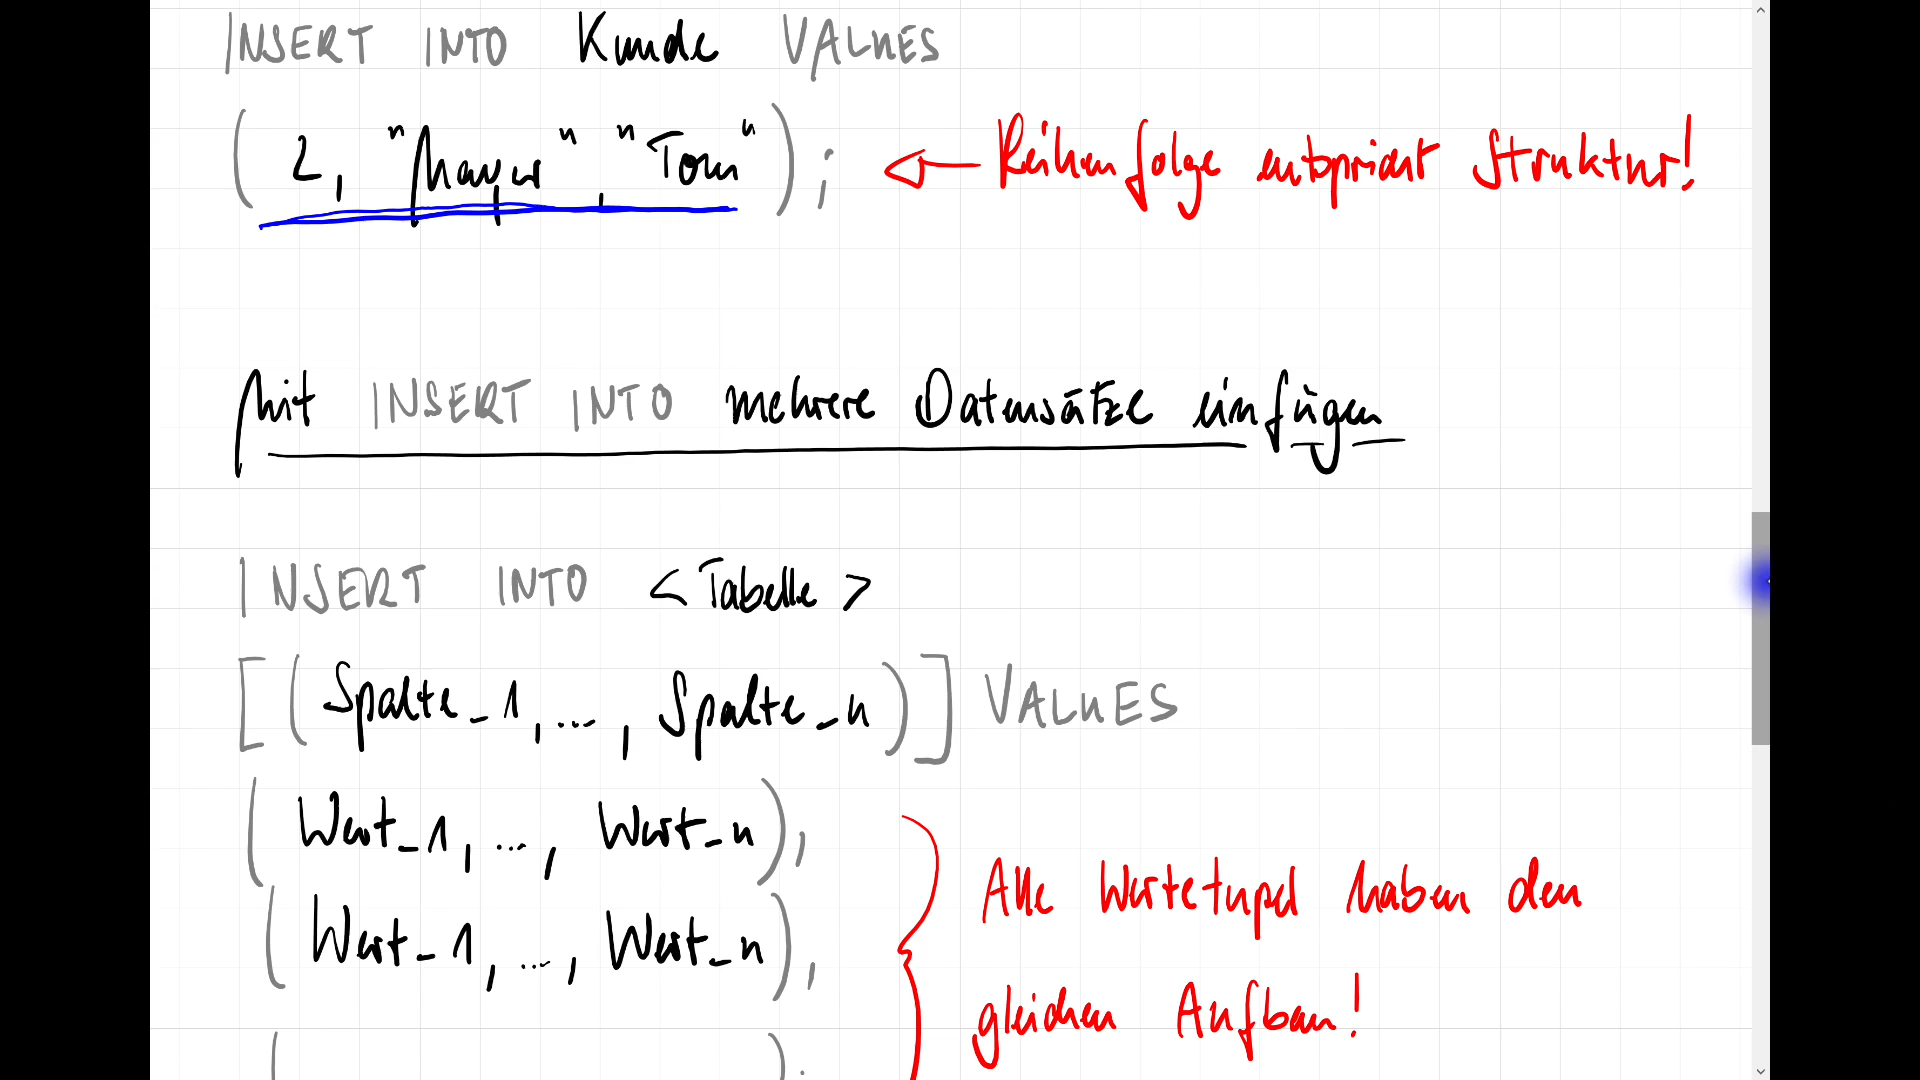 INSERT INTO Kunde VALUES
( 2, "Mayer", "Tom" ); ← Reihenfolge entspricht Struktur!
Mit INSERT INTO mehrere Datensätze einfügen
INSERT INTO <Tabelle>
[(Spalte_1, ..., Spalte_n)] VALUES
(Wert_1, ..., Wert_n),
(Wert_1, ..., Wert_n),
Alle Wertetupel haben den
gleichen Aufbau!